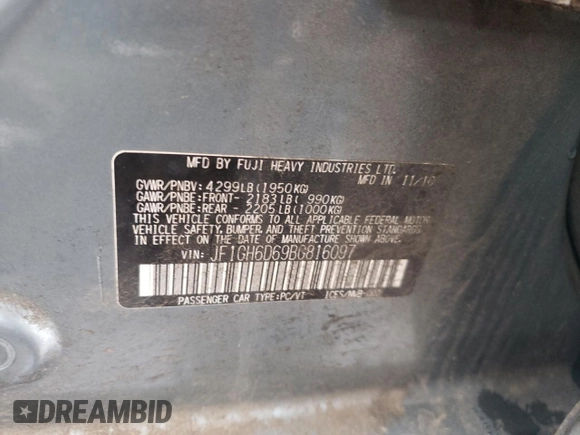 MFD BY FUJI HEAVY INDUSTRIES LTD.
MFD IN 11/10
GVWR/PNBV: 4299LB(1950KG)
GAWR/PNBE:FRONT- 2183LB( 990KG)
GAWR/PNBE:REAR - 2205LB(1000KG)
THIS VEHICLE CONFORMS TO ALL
APPLICABLE FEDERAL MOTOR
VEHICLE SAFETY, BUMPER, AND THEFT
PREVENTION STANDARDS IN EFFECT ON THE
DATE OF MANUFACTURE SHOWN ABOVE.
VIN: JF1GH6D69BG816097
PASSENGER CAR TYPE:PC/VT
DREAMBID